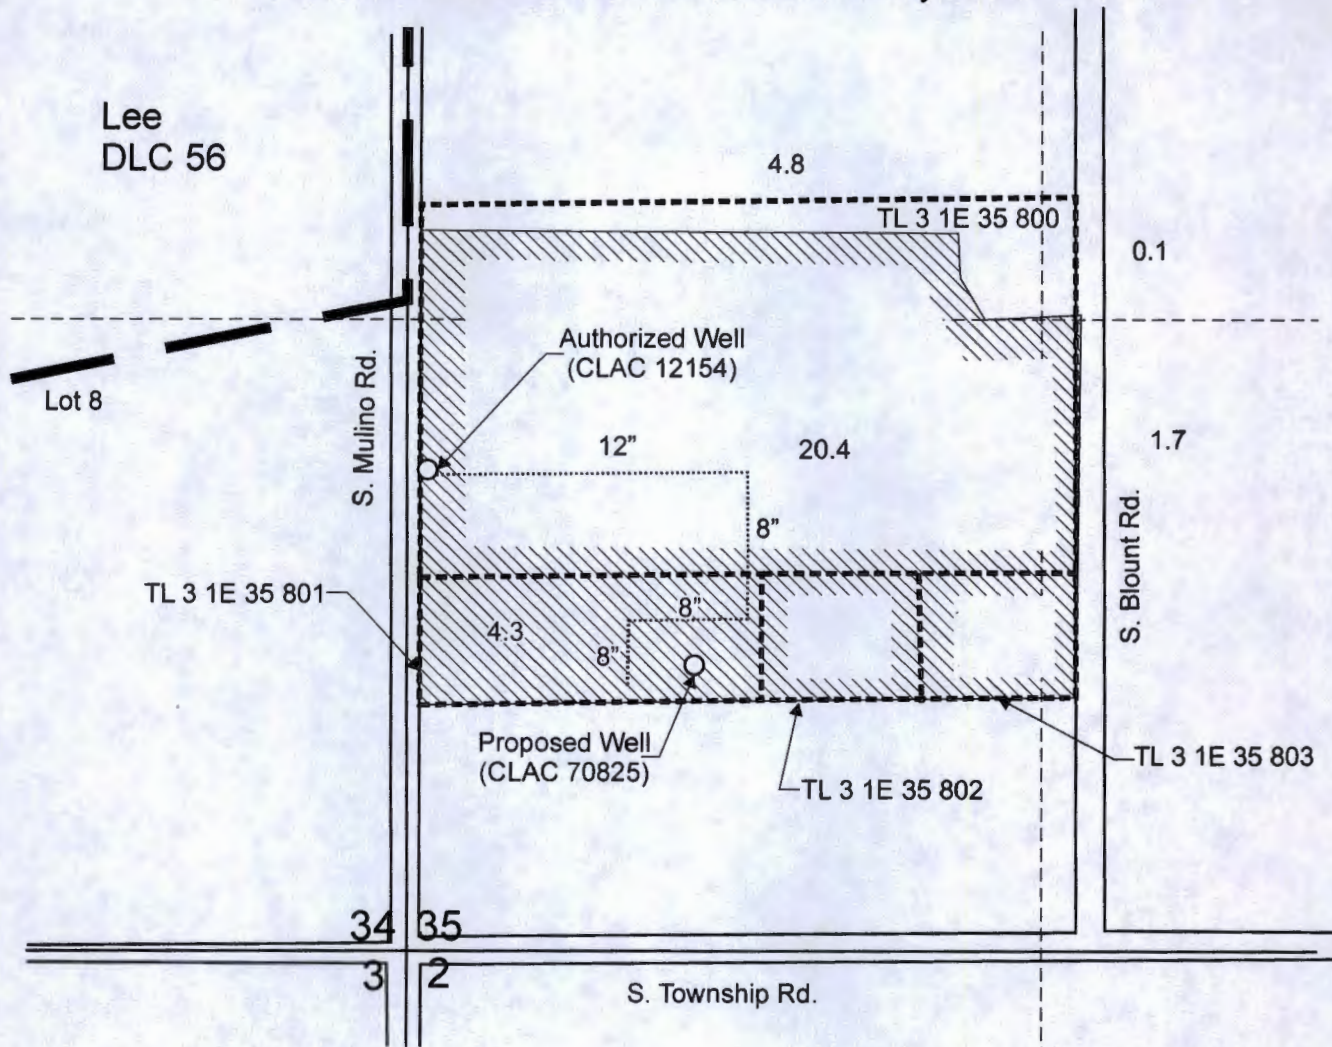 Lee
DLC 56
4.8
TL 3 1E 35 800
0.1
Authorized Well
(CLAC 12154)
Lot 8
S. Mulino Rd.
12"
20.4
1.7
8"
S. Blount Rd.
TL 3 1E 35 801
4.3
8"
8"
Proposed Well
(CLAC 70825)
TL 3 1E 35 803
TL 3 1E 35 802
34 35
3 2
S. Township Rd.